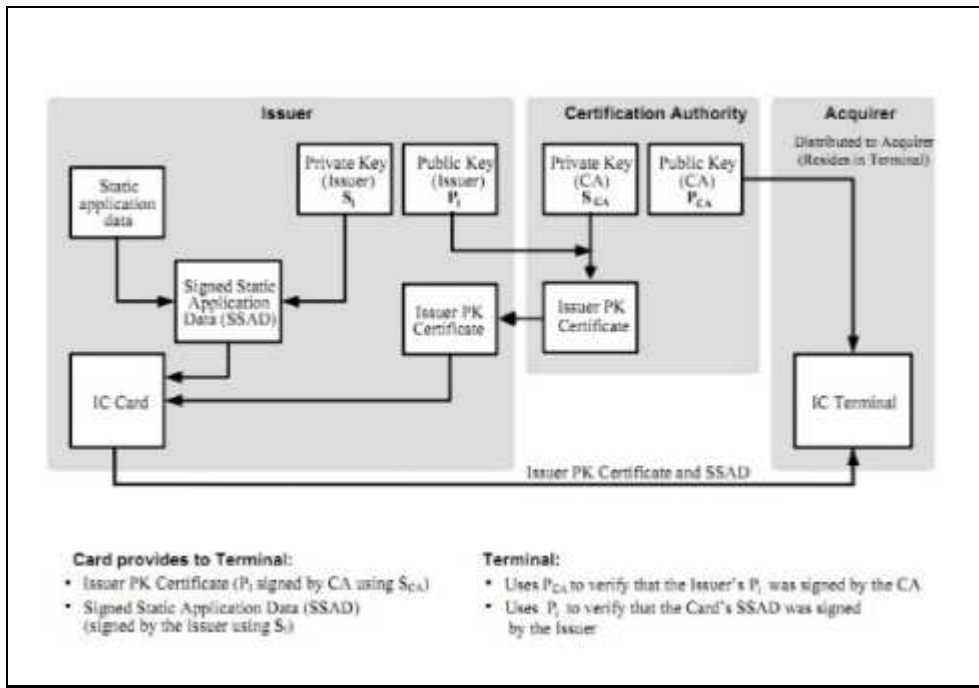 Issuer
Certification Authority
Acquirer
Distributed to Acquirer
(Resides in Terminal)
Static
application
data
Private Key
(Issuer)
SI
Public Key
(Issuer)
PI
Private Key
(CA)
SCA
Public Key
(CA)
PCA
Signed Static
Application
Data (SSAD)
Issuer PK
Certificate
Issuer PK
Certificate
IC Card
IC Terminal
Issuer PK Certificate and SSAD
Card provides to Terminal:
• Issuer PK Certificate (PI signed by CA using SCA)
• Signed Static Application Data (SSAD)
(signed by the Issuer using SI)
Terminal:
• Uses PCA to verify that the Issuer's PI was signed by the CA
• Uses PI to verify that the Card's SSAD was signed
by the Issuer